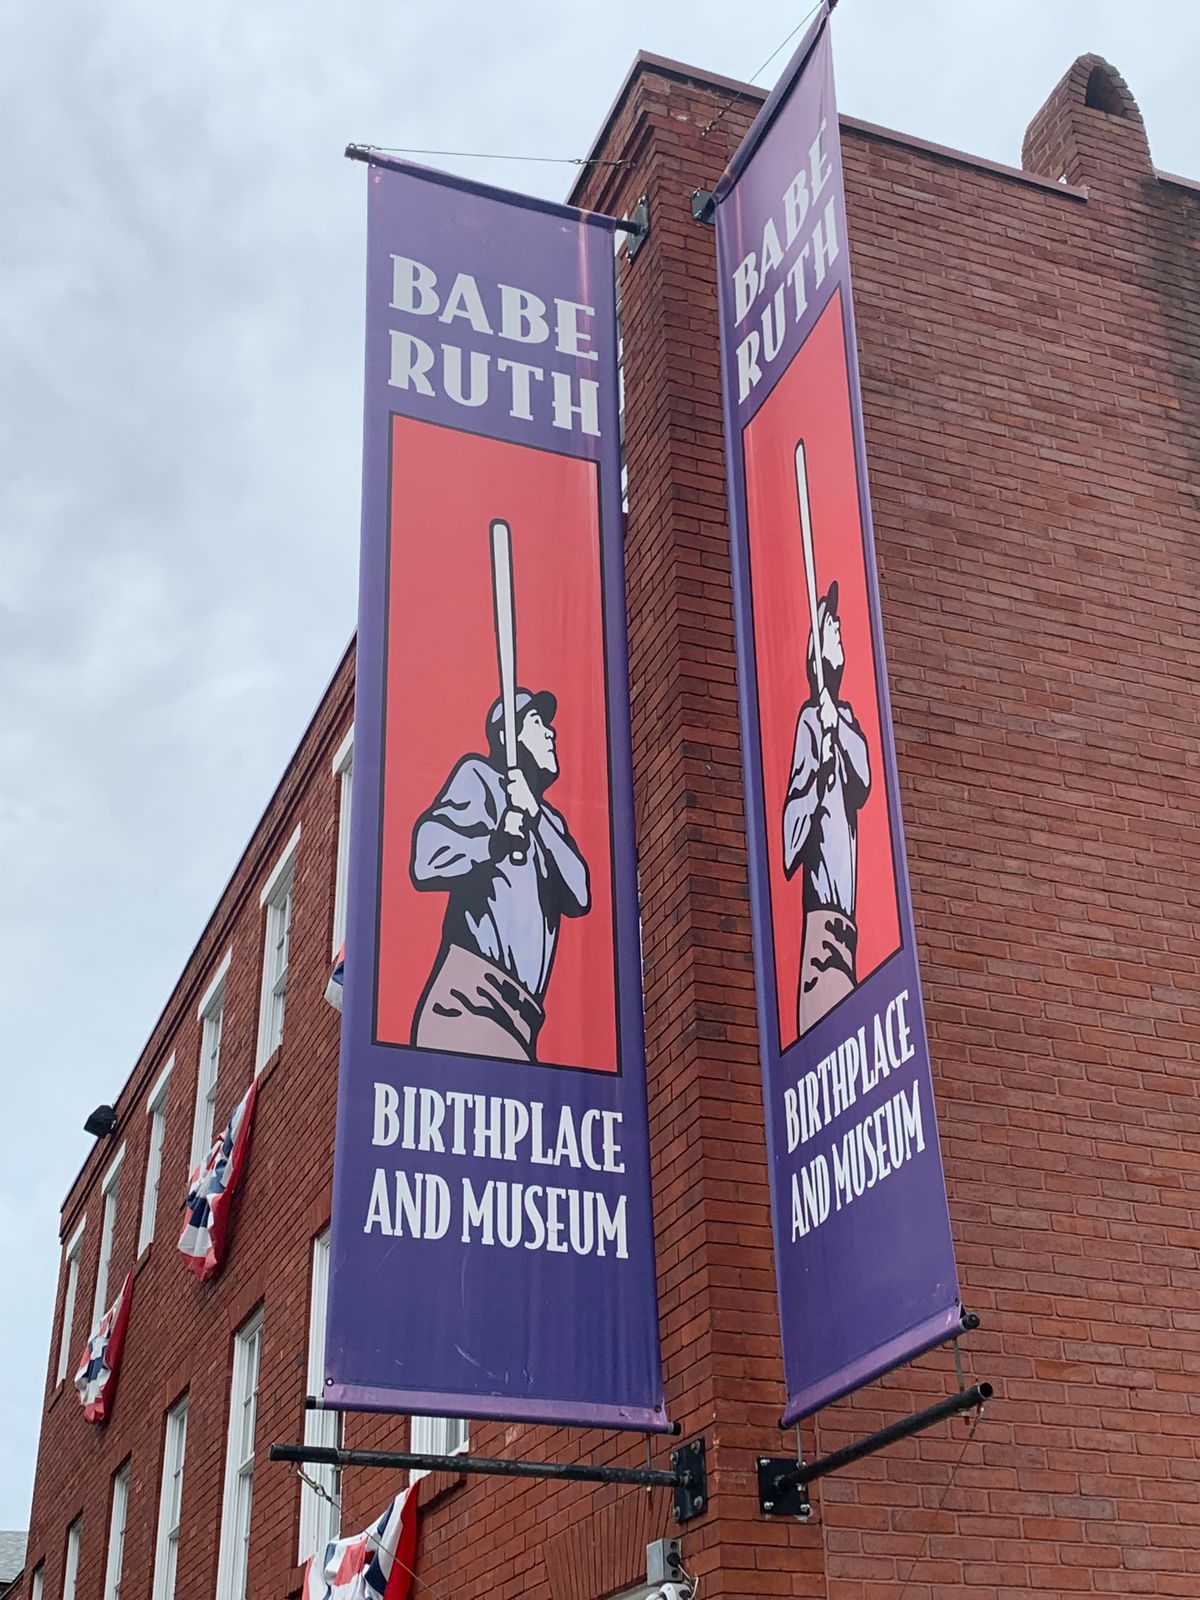 BABE
RUTH
BIRTHPLACE
AND MUSEUM
BABE
RUTH
BIRTHPLACE
AND MUSEUM